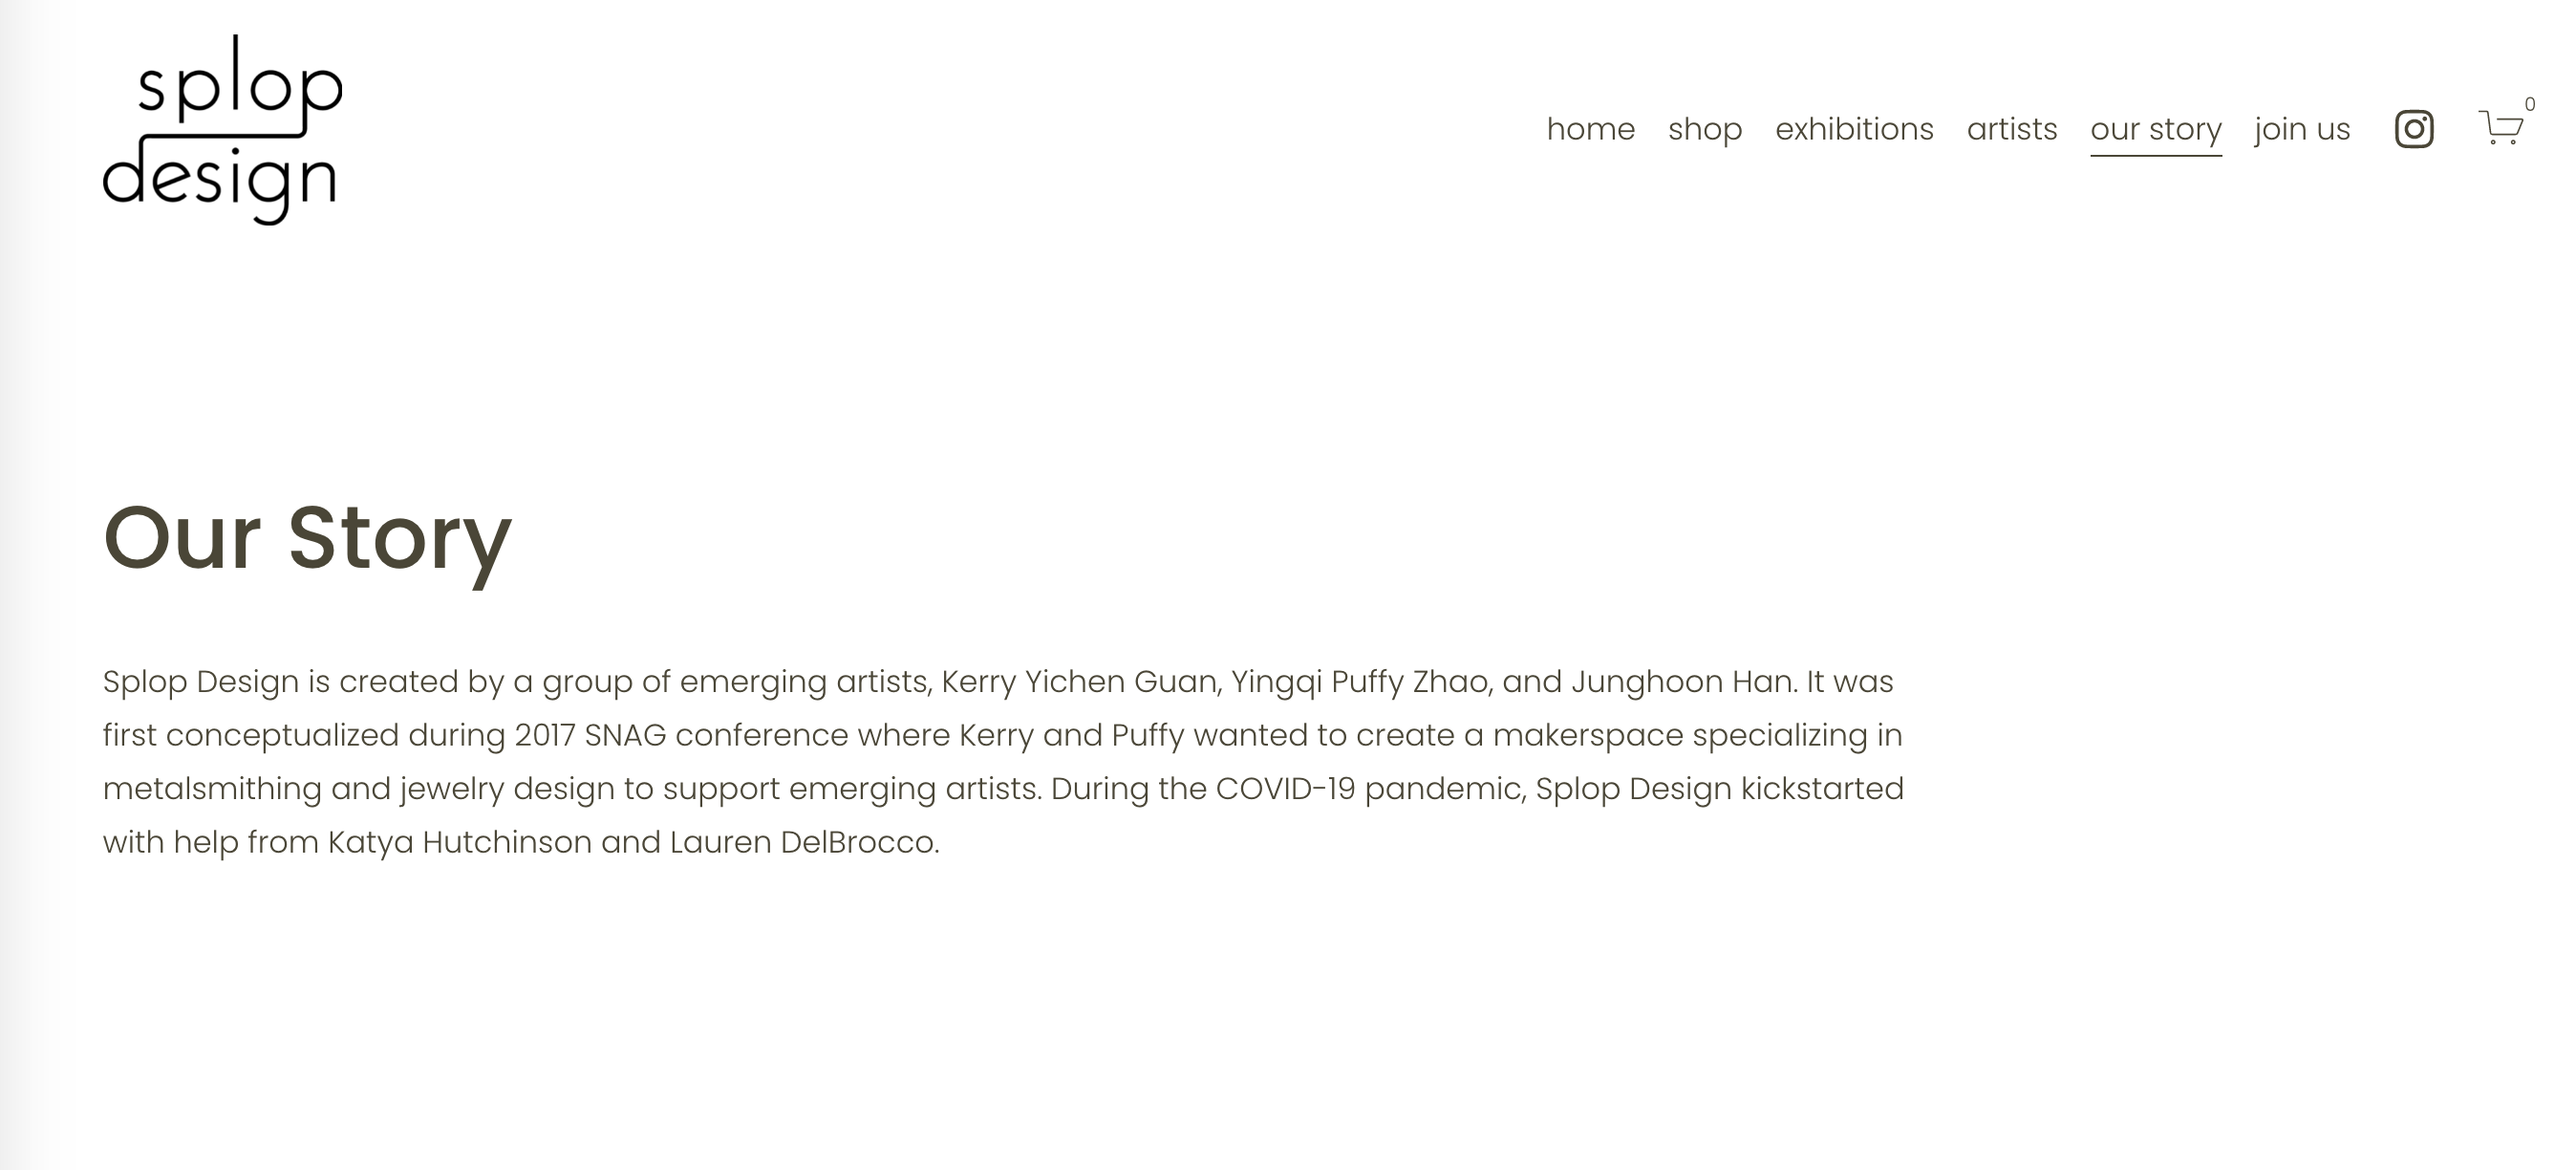 splop
design
home shop exhibitions artists our story join us 0
Our Story
Splop Design is created by a group of emerging artists, Kerry Yichen Guan, Yingqi Puffy Zhao, and Junghoon Han. It was
first conceptualized during 2017 SNAG conference where Kerry and Puffy wanted to create a makerspace specializing in
metalsmithing and jewelry design to support emerging artists. During the COVID-19 pandemic, Splop Design kickstarted
with help from Katya Hutchinson and Lauren DelBrocco.